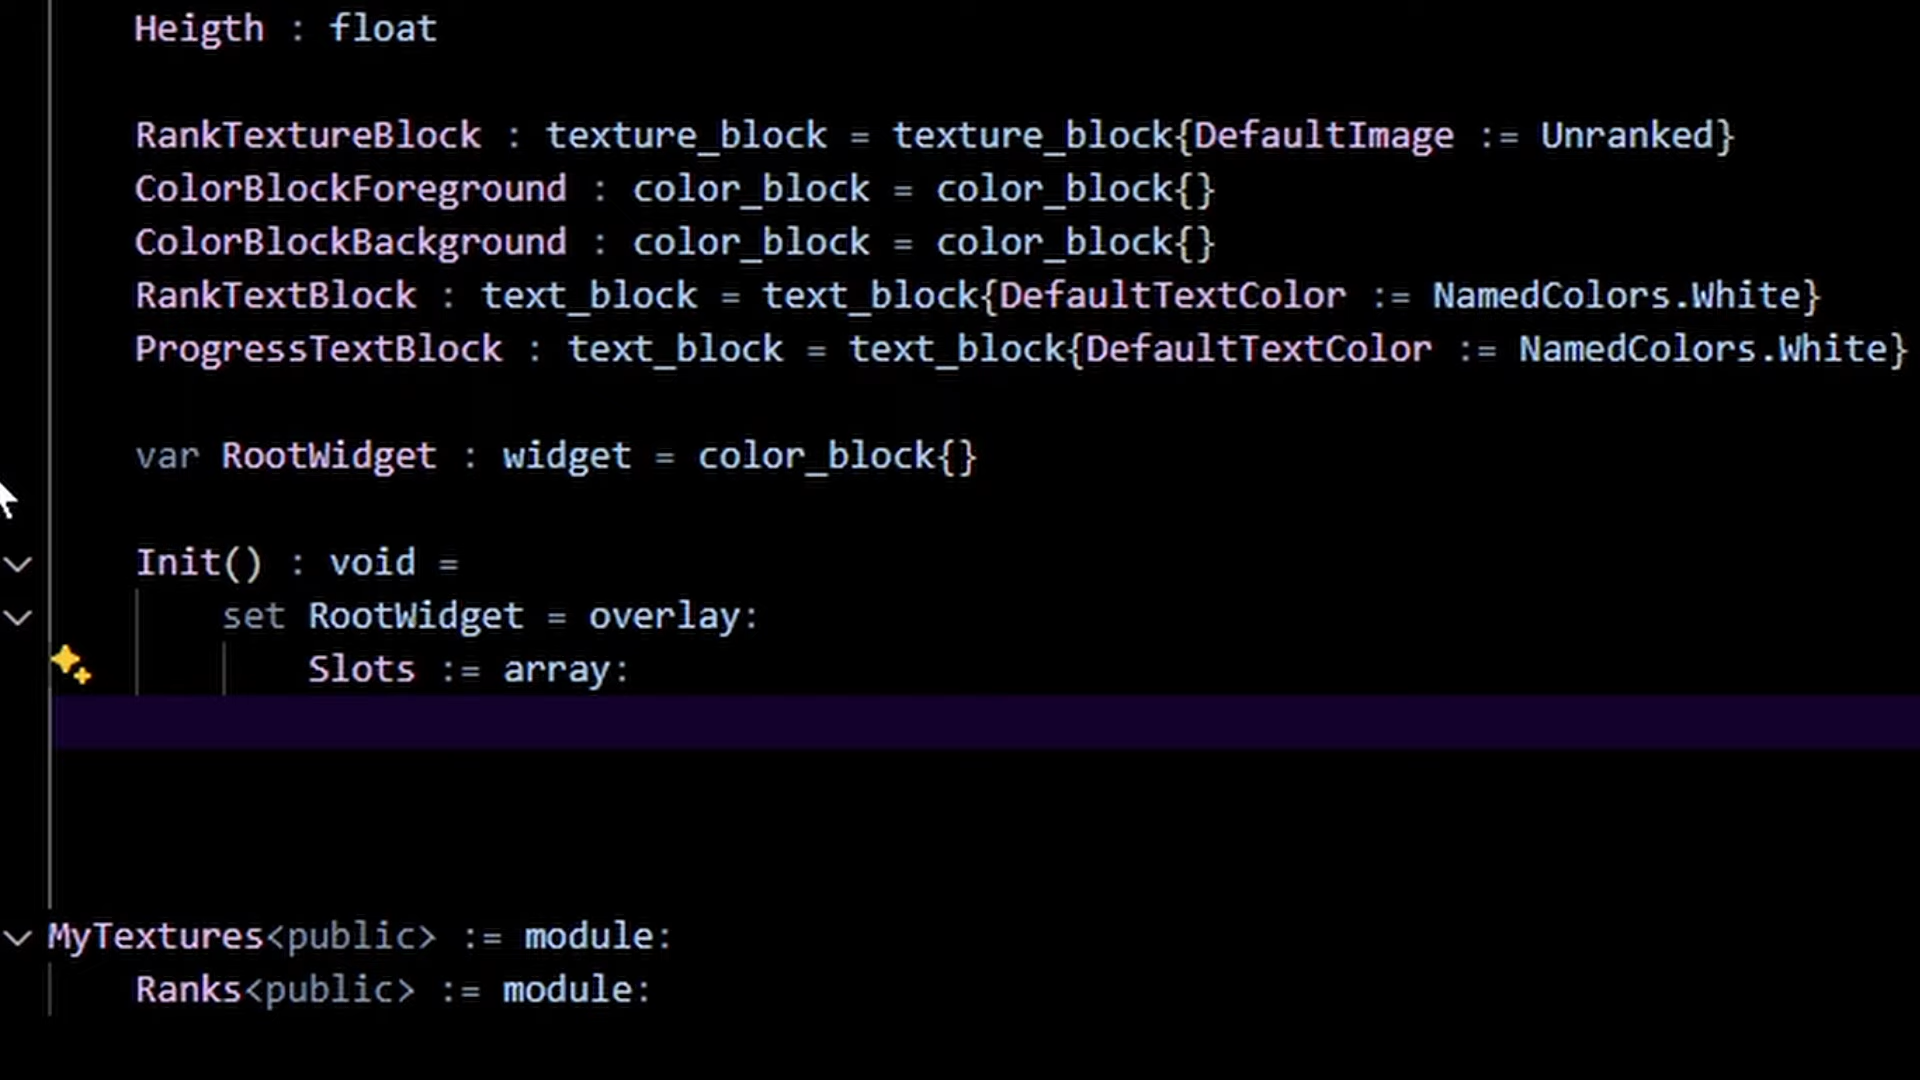 Heigth : float
RankTextureBlock : texture_block = texture_block{DefaultImage := Unranked}
ColorBlockForeground : color_block = color_block{}
ColorBlockBackground : color_block = color_block{}
RankTextBlock : text_block = text_block{DefaultTextColor := NamedColors.White}
ProgressTextBlock : text_block = text_block{DefaultTextColor := NamedColors.White}
var RootWidget : widget = color_block{}
Init() : void =
set RootWidget = overlay:
Slots := array:
MyTextures<public> := module:
Ranks<public> := module: